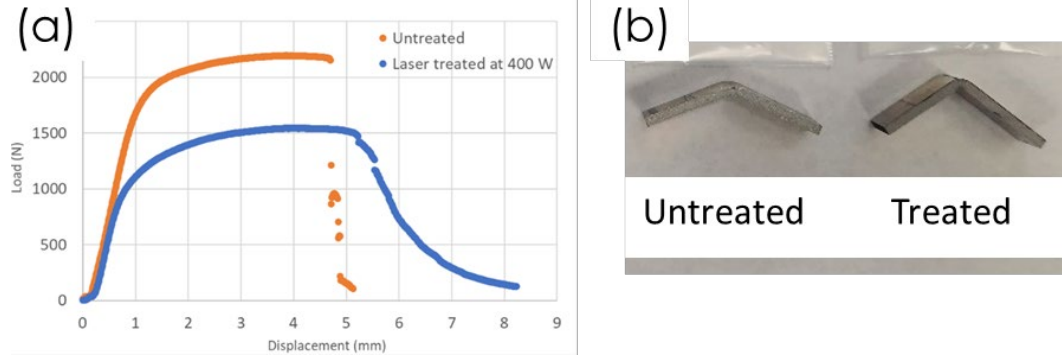 (a)
Untreated
Laser treated at 400 W
2000
1500
1000
500
0
Load (N)
0 1 2 3 4 5 6 7 8 9
Displacement (mm)
(b)
Untreated Treated